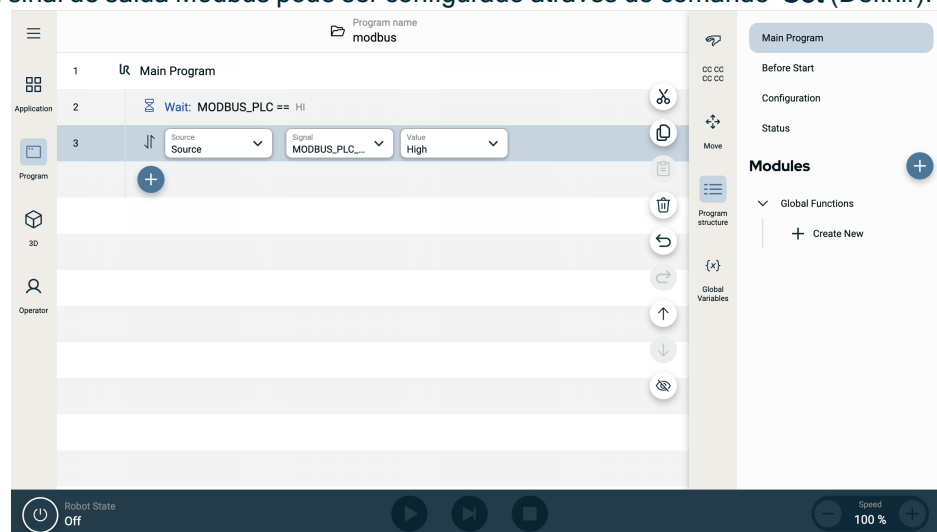 sinal de saída Modbus pode ser configurado através do comando "Set (Definir).
Program name
modbus
Application
Program
3D
Operator
1 Main Program
2 Wait: MODBUS_PLC == HI
3 Source Source Signal MODBUS_PLC_... Value High
CC CC
CC CC
Move
Program structure
{x}
Global Variables
Main Program
Before Start
Configuration
Status
Modules
Global Functions
Create New
Robot State
Off
Speed
100 %